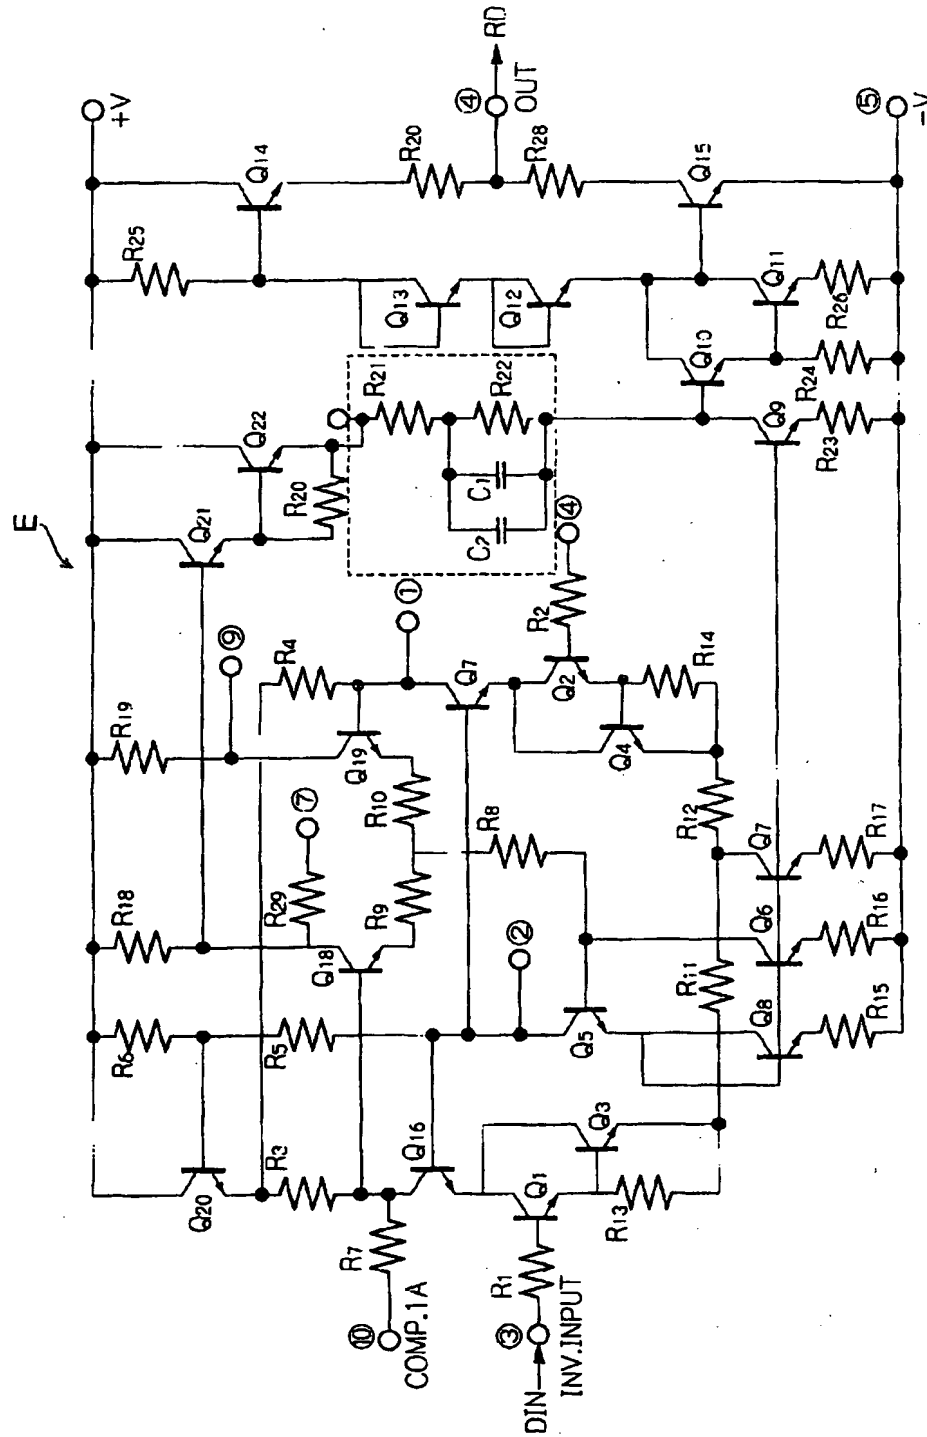 E
+V
R25
Q14
R20
④
RD
OUT
R28
Q15
⑤
-V
Q13
Q12
Q11
R26
Q10
R24
R21
R22
C1
C2
Q9
R23
Q22
R20
Q21
④
R2
⑨
R4
①
Q7
Q2
R14
Q4
R19
Q19
R10
R8
R12
⑦
R29
R9
R18
Q18
②
Q7
R17
Q6
R16
R11
Q8
R15
Q5
R6
R5
Q20
R3
Q16
R7
⑩
COMP.1A
Q3
Q1
R13
R1
③
INV.INPUT
DIN